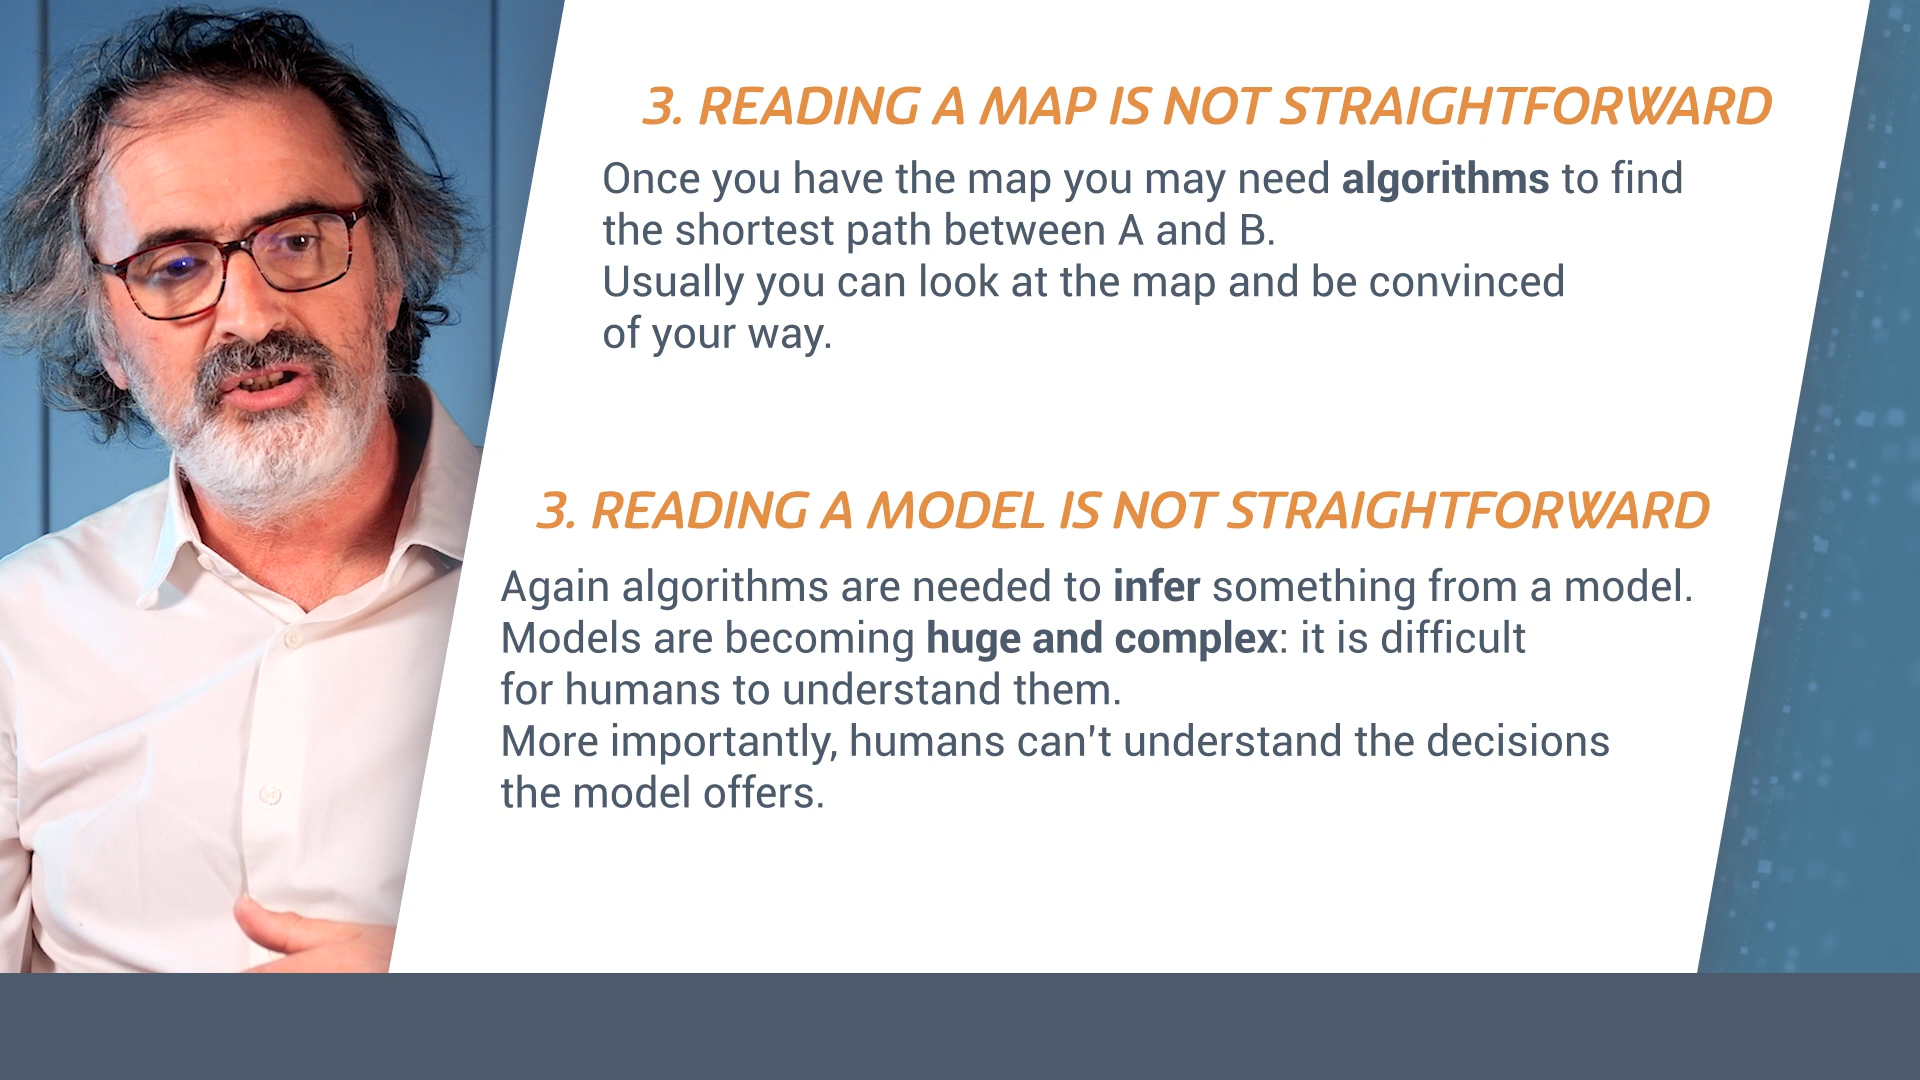 3. READING A MAP IS NOT STRAIGHTFORWARD
Once you have the map you may need algorithms to find
the shortest path between A and B.
Usually you can look at the map and be convinced
of your way.
3. READING A MODEL IS NOT STRAIGHTFORWARD
Again algorithms are needed to infer something from a model.
Models are becoming huge and complex: it is difficult
for humans to understand them.
More importantly, humans can't understand the decisions
the model offers.